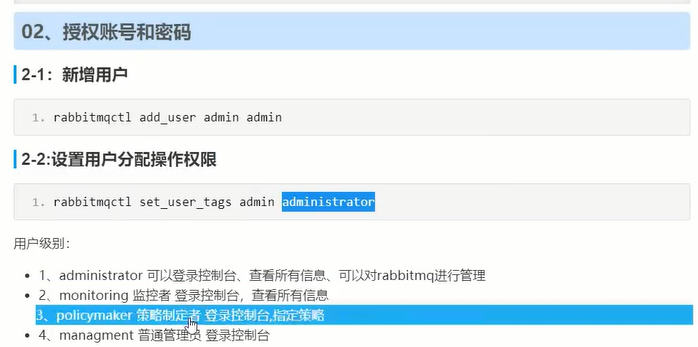 02、授权账号和密码
2-1：新增用户
1. rabbitmqctl add_user admin admin
2-2:设置用户分配操作权限
1. rabbitmqctl set_user_tags admin administrator
用户级别：
1、administrator 可以登录控制台、查看所有信息、可以对rabbitmq进行管理
2、monitoring 监控者 登录控制台，查看所有信息
3、policymaker 策略制定者 登录控制台,指定策略
4、managment 普通管理员 登录控制台